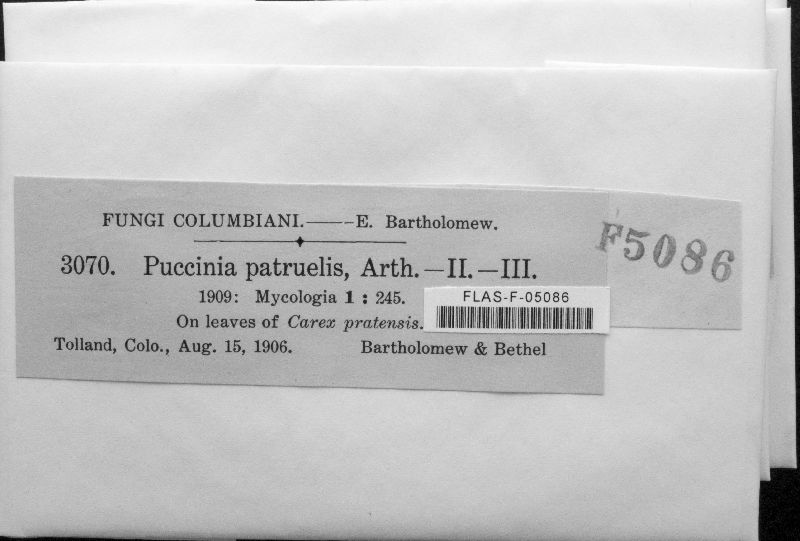 FUNGI COLUMBIANI.——E. Bartholomew.
3070. Puccinia patruelis, Arth.—II.—III.
1909: Mycologia 1 : 245.
On leaves of Carex pratensis.
Tolland, Colo., Aug. 15, 1906. Bartholomew & Bethel
FLAS-F-05086
F5086